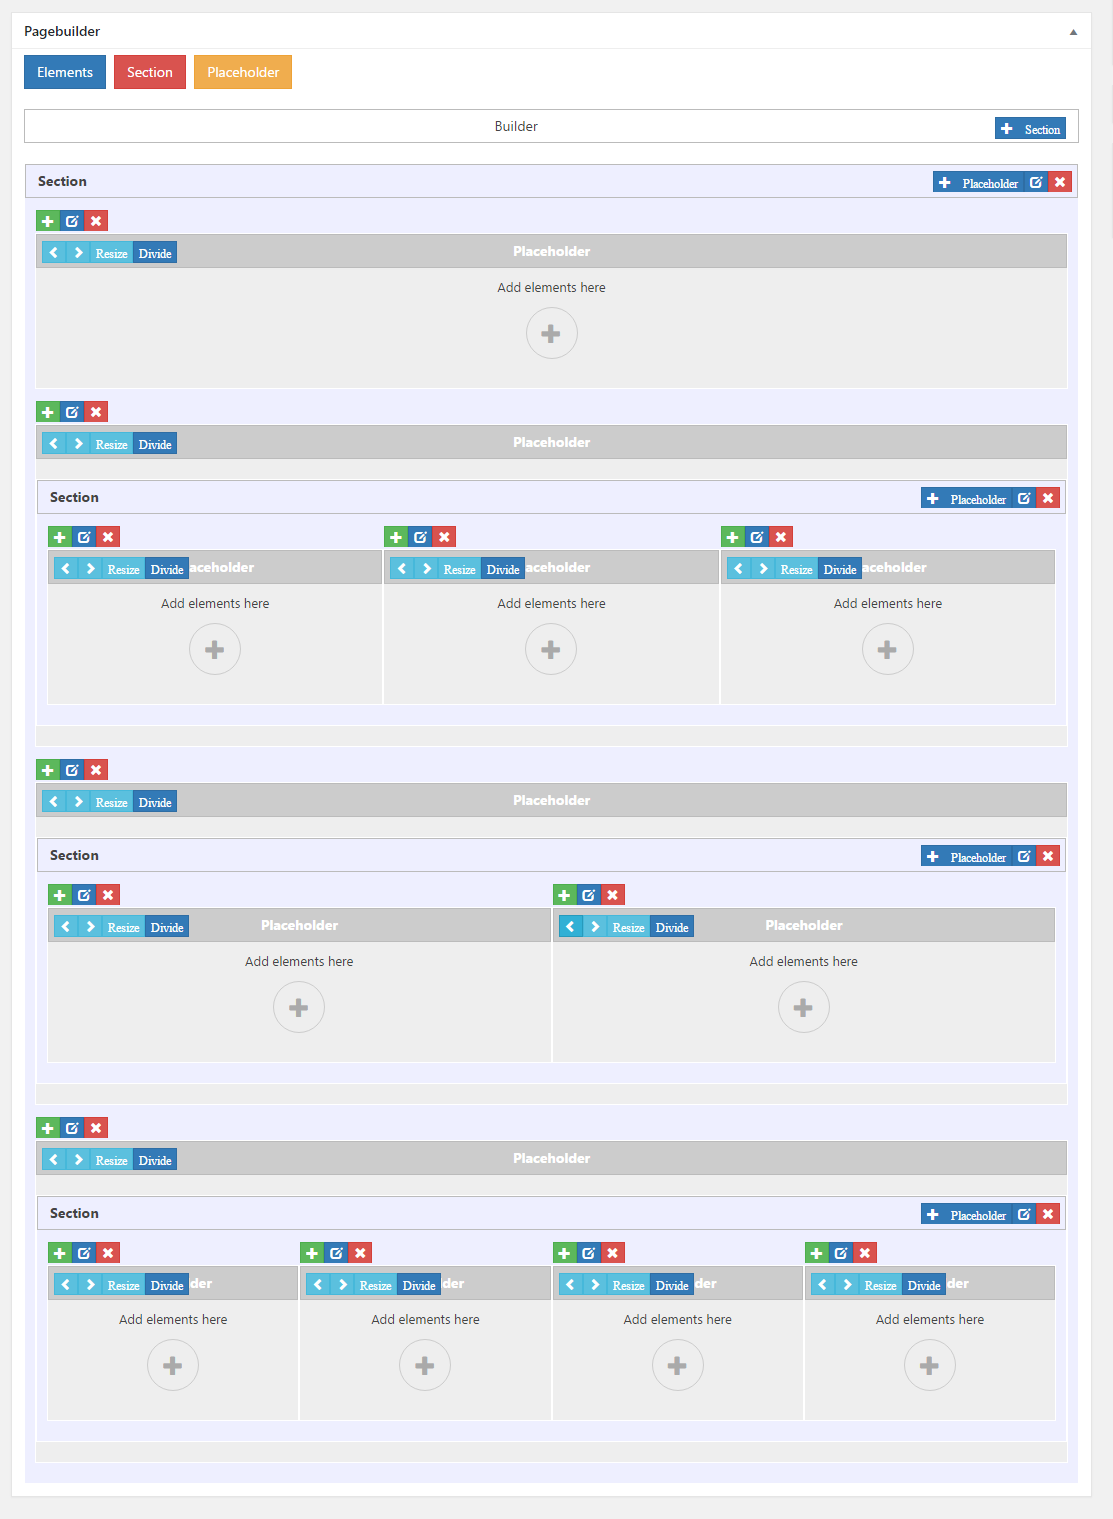 Pagebuilder
Elements Section Placeholder
Builder
Section
Section
Placeholder
Resize Divide Placeholder
Add elements here
Resize Divide Placeholder
Section
Placeholder
Resize Divide aceholder
Resize Divide aceholder
Resize Divide aceholder
Add elements here
Add elements here
Add elements here
Resize Divide Placeholder
Section
Placeholder
Resize Divide Placeholder
Resize Divide Placeholder
Add elements here
Add elements here
Resize Divide Placeholder
Section
Placeholder
Resize Divide der
Resize Divide der
Resize Divide der
Resize Divide der
Add elements here
Add elements here
Add elements here
Add elements here